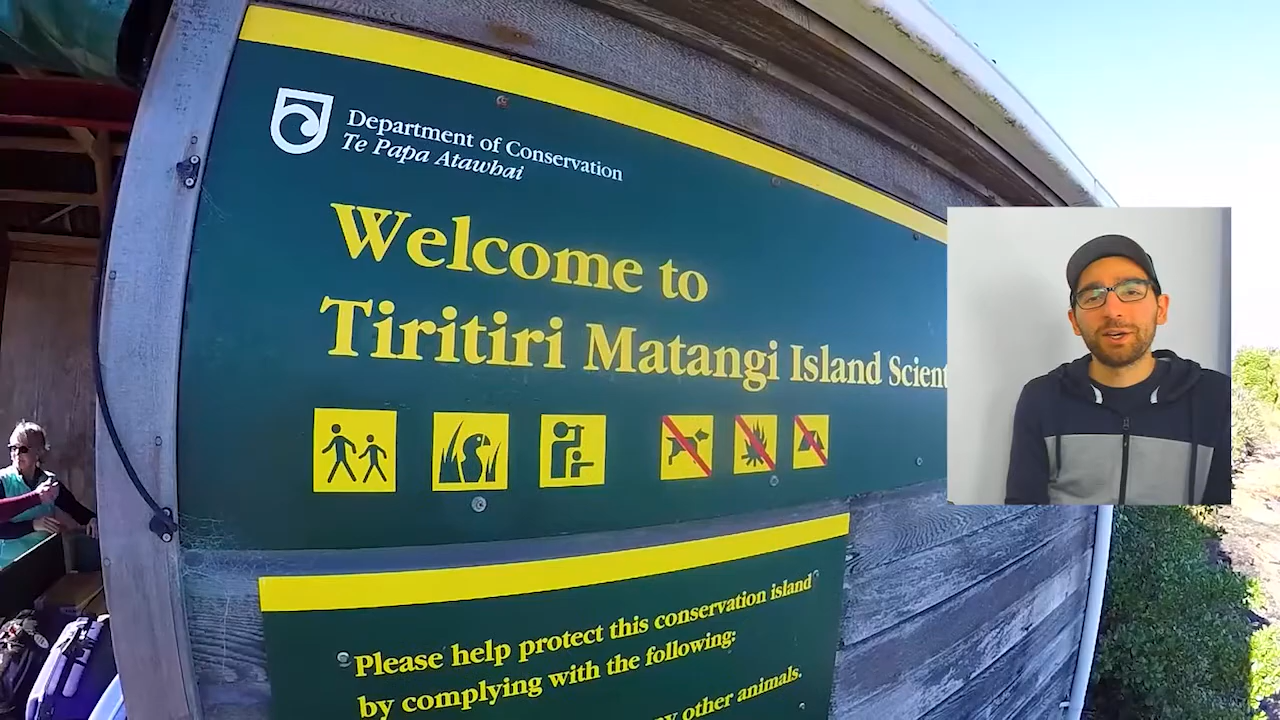 Department of Conservation
Te Papa Atawhai
Welcome to
Tiritiri Matangi Island Scient
Please help protect this conservation island
by complying with the following:
other animals.